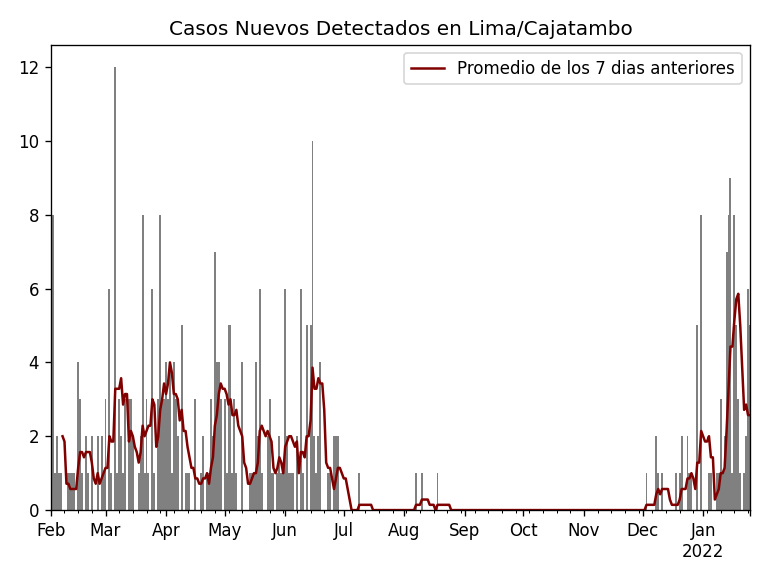 Casos Nuevos Detectados en Lima/Cajatambo
Promedio de los 7 dias anteriores
12
10
8
6
4
2
0
Feb Mar Apr May Jun Jul Aug Sep Oct Nov Dec Jan
2022